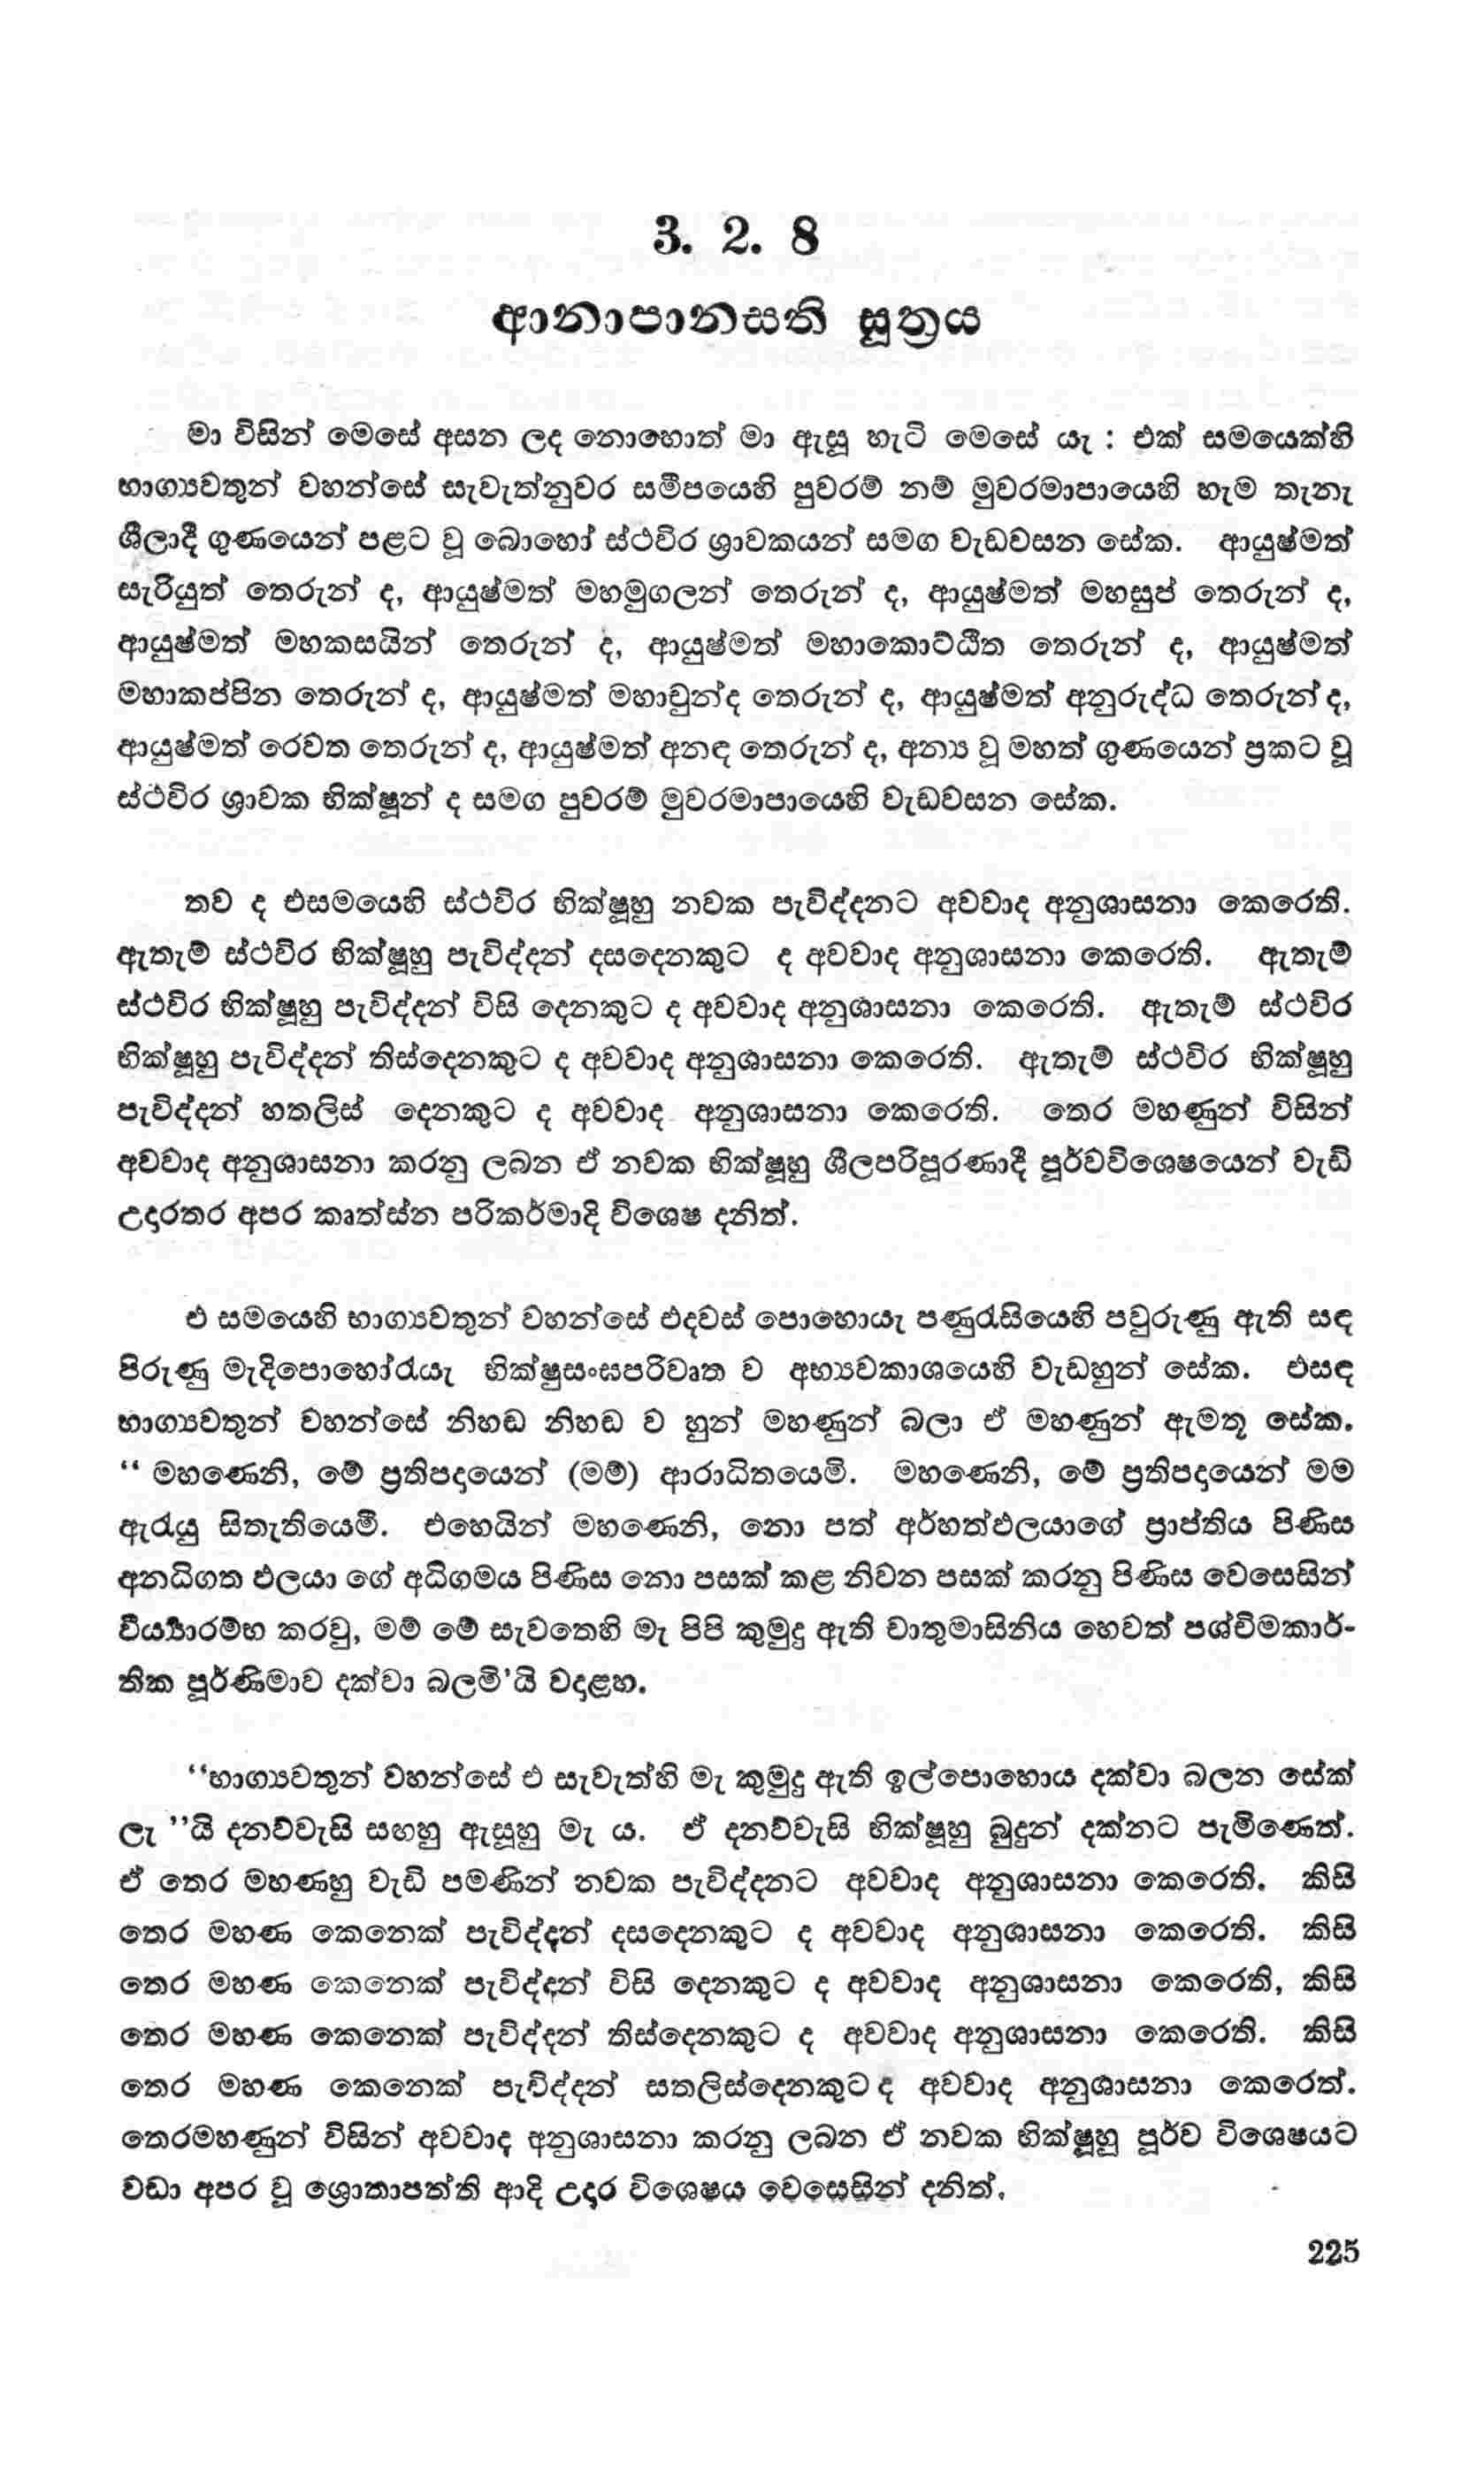 3. 2. 8
ආනාපානසති සූත්‍රය
මා විසින් මෙසේ අසන ලද නොහොත් මා ඇසූ හැටි මෙසේ යැ : එක් සමයෙක්හි
භාග්‍යවතුන් වහන්සේ සැවැත්නුවර සමීපයෙහි පුවරම් නම් මුවරමාපායෙහි හැම තැනැ
ශීලාදී ගුණයෙන් පළට වූ බොහෝ ස්ථවිර ශ්‍රාවකයන් සමග වැඩවසන සේක. ආයුෂ්මත්
සැරියුත් තෙරුන් ද, ආයුෂ්මත් මහමුගලන් තෙරුන් ද, ආයුෂ්මත් මහසුප් තෙරුන් ද,
ආයුෂ්මත් මහකසයින් තෙරුන් ද, ආයුෂ්මත් මහාකොට්ඨිත තෙරුන් ද, ආයුෂ්මත්
මහාකප්පින තෙරුන් ද, ආයුෂ්මත් මහාචුන්ද තෙරුන් ද, ආයුෂ්මත් අනුරුද්ධ තෙරුන් ද,
ආයුෂ්මත් රෙවත තෙරුන් ද, ආයුෂ්මත් අනඳ තෙරුන් ද, අන්‍ය වූ මහත් ගුණයෙන් ප්‍රකට වූ
ස්ථවිර ශ්‍රාවක භික්ෂූන් ද සමග පුවරම් මුවරමාපායෙහි වැඩවසන සේක.
තව ද එසමයෙහි ස්ථවිර භික්ෂූහු නවක පැවිද්දනට අවවාද අනුශාසනා කෙරෙති.
ඇතැම් ස්ථවිර භික්ෂූහු පැවිද්දන් දසදෙනකුට ද අවවාද අනුශාසනා කෙරෙති. ඇතැම්
ස්ථවිර භික්ෂූහු පැවිද්දන් විසි දෙනකුට ද අවවාද අනුශාසනා කෙරෙති. ඇතැම් ස්ථවිර
භික්ෂූහු පැවිද්දන් තිස්දෙනකුට ද අවවාද අනුශාසනා කෙරෙති. ඇතැම් ස්ථවිර භික්ෂූහු
පැවිද්දන් හතලිස් දෙනකුට ද අවවාද අනුශාසනා කෙරෙති. තෙර මහණුන් විසින්
අවවාද අනුශාසනා කරනු ලබන ඒ නවක භික්ෂූහු ශීලපරිපූරණාදී පූර්වවිශෙෂයෙන් වැඩි
උදාරතර අපර කෘත්ස්න පරිකර්මාදි විශෙෂ දනිත්.
එ සමයෙහි භාග්‍යවතුන් වහන්සේ එදවස් පොහොයැ පණුරැසියෙහි පවුරුණු ඇති සඳ
පිරුණු මැදිපොහෝරැයැ භික්ෂුසංඝපරිවෘත ව අභ්‍යවකාශයෙහි වැඩහුන් සේක. එසඳ
භාග්‍යවතුන් වහන්සේ නිහඬ නිහඬ ව හුන් මහණුන් බලා ඒ මහණුන් ඇමතූ සේක.
“ මහණෙනි, මේ ප්‍රතිපදායෙන් (මම්) ආරාධිතයෙමි. මහණෙනි, මේ ප්‍රතිපදායෙන් මම
ඇරැයු සිතැතියෙමි. එහෙයින් මහණෙනි, නො පත් අර්හත්ඵලයාගේ ප්‍රාප්තිය පිණිස
අනධිගත ඵලයා ගේ අධිගමය පිණිස නො පසක් කළ නිවන පසක් කරනු පිණිස වෙසෙසින්
වීර්‍ය්‍යාරම්භ කරවු, මම් මේ සැවතෙහි මැ පිපි කුමුදු ඇති චාතුමාසිනිය හෙවත් පශ්චිමකාර්-
තික පූර්ණිමාව දක්වා බලමි’යි වදාළහ.
“භාග්‍යවතුන් වහන්සේ එ සැවැත්හි මැ කුමුදු ඇති ඉල්පොහොය දක්වා බලන සේක්
ලැ ”යි දනව්වැසි සඟහු ඇසූහු මැ ය. ඒ දනව්වැසි භික්ෂූහු බුදුන් දක්නට පැමිණෙත්.
ඒ තෙර මහණහු වැඩි පමණින් නවක පැවිද්දනට අවවාද අනුශාසනා කෙරෙති. කිසි
තෙර මහණ කෙනෙක් පැවිද්දන් දසදෙනකුට ද අවවාද අනුශාසනා කෙරෙති. කිසි
තෙර මහණ කෙනෙක් පැවිද්දන් විසි දෙනකුට ද අවවාද අනුශාසනා කෙරෙති, කිසි
තෙර මහණ කෙනෙක් පැවිද්දන් තිස්දෙනකුට ද අවවාද අනුශාසනා කෙරෙති. කිසි
තෙර මහණ කෙනෙක් පැවිද්දන් සතලිස්දෙනකුට ද අවවාද අනුශාසනා කෙරෙත්.
තෙරමහණුන් විසින් අවවාද අනුශාසනා කරනු ලබන ඒ නවක භික්ෂූහූ පූර්ව විශෙෂයට
වඩා අපර වූ ශ්‍රොතාපත්ති ආදි උදාර විශෙෂය වෙසෙසින් දනිත්.
225